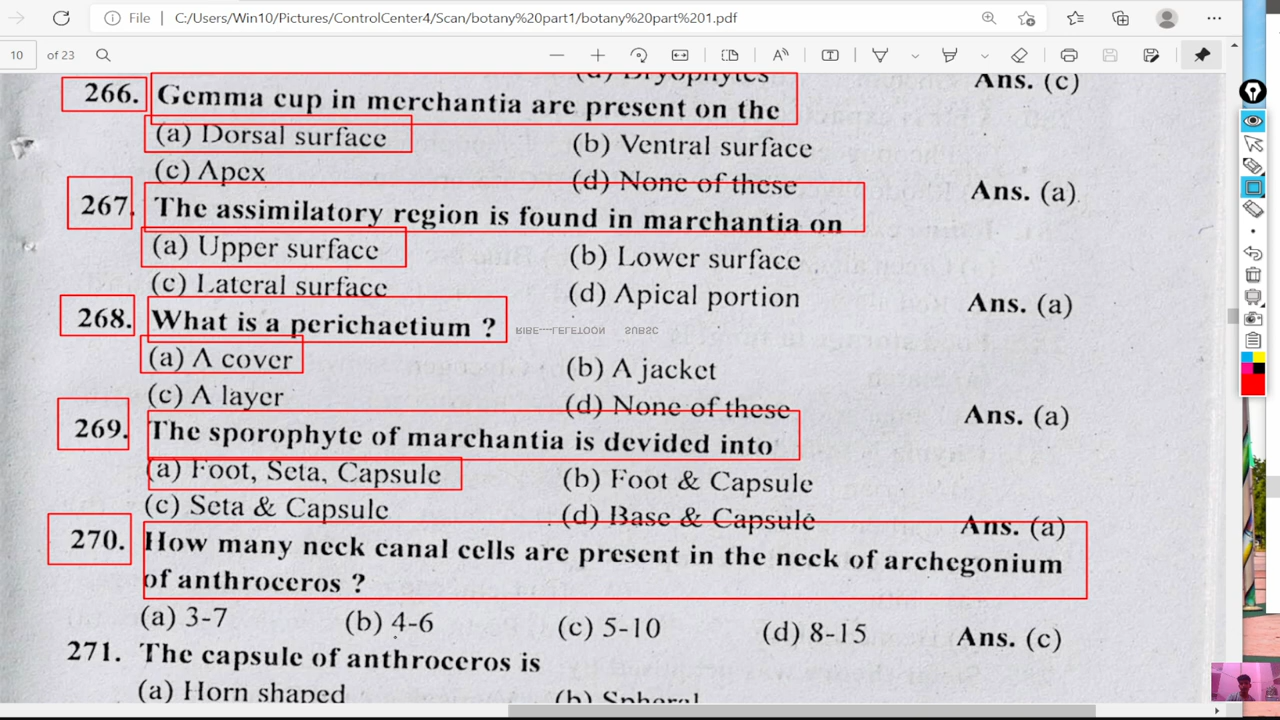 File C:/Users/Win10/Pictures/ControlCenter4/Scan/botany%20part1/botany%20part%201.pdf
10 of 23
(d) Bryophytes Ans. (c)
266. Gemma cup in merchantia are present on the
(a) Dorsal surface (b) Ventral surface
(c) Apex (d) None of these Ans. (a)
267. The assimilatory region is found in marchantia on
(a) Upper surface (b) Lower surface
(c) Lateral surface (d) Apical portion Ans. (a)
268. What is a perichaetium ?
(a) A cover (b) A jacket
(c) A layer (d) None of these Ans. (a)
269. The sporophyte of marchantia is devided into
(a) Foot, Seta, Capsule (b) Foot & Capsule
(c) Seta & Capsule (d) Base & Capsule Ans. (a)
270. How many neck canal cells are present in the neck of archegonium
of anthroceros ?
(a) 3-7 (b) 4-6 (c) 5-10 (d) 8-15 Ans. (c)
271. The capsule of anthroceros is
(a) Horn shaped (b) Spheral